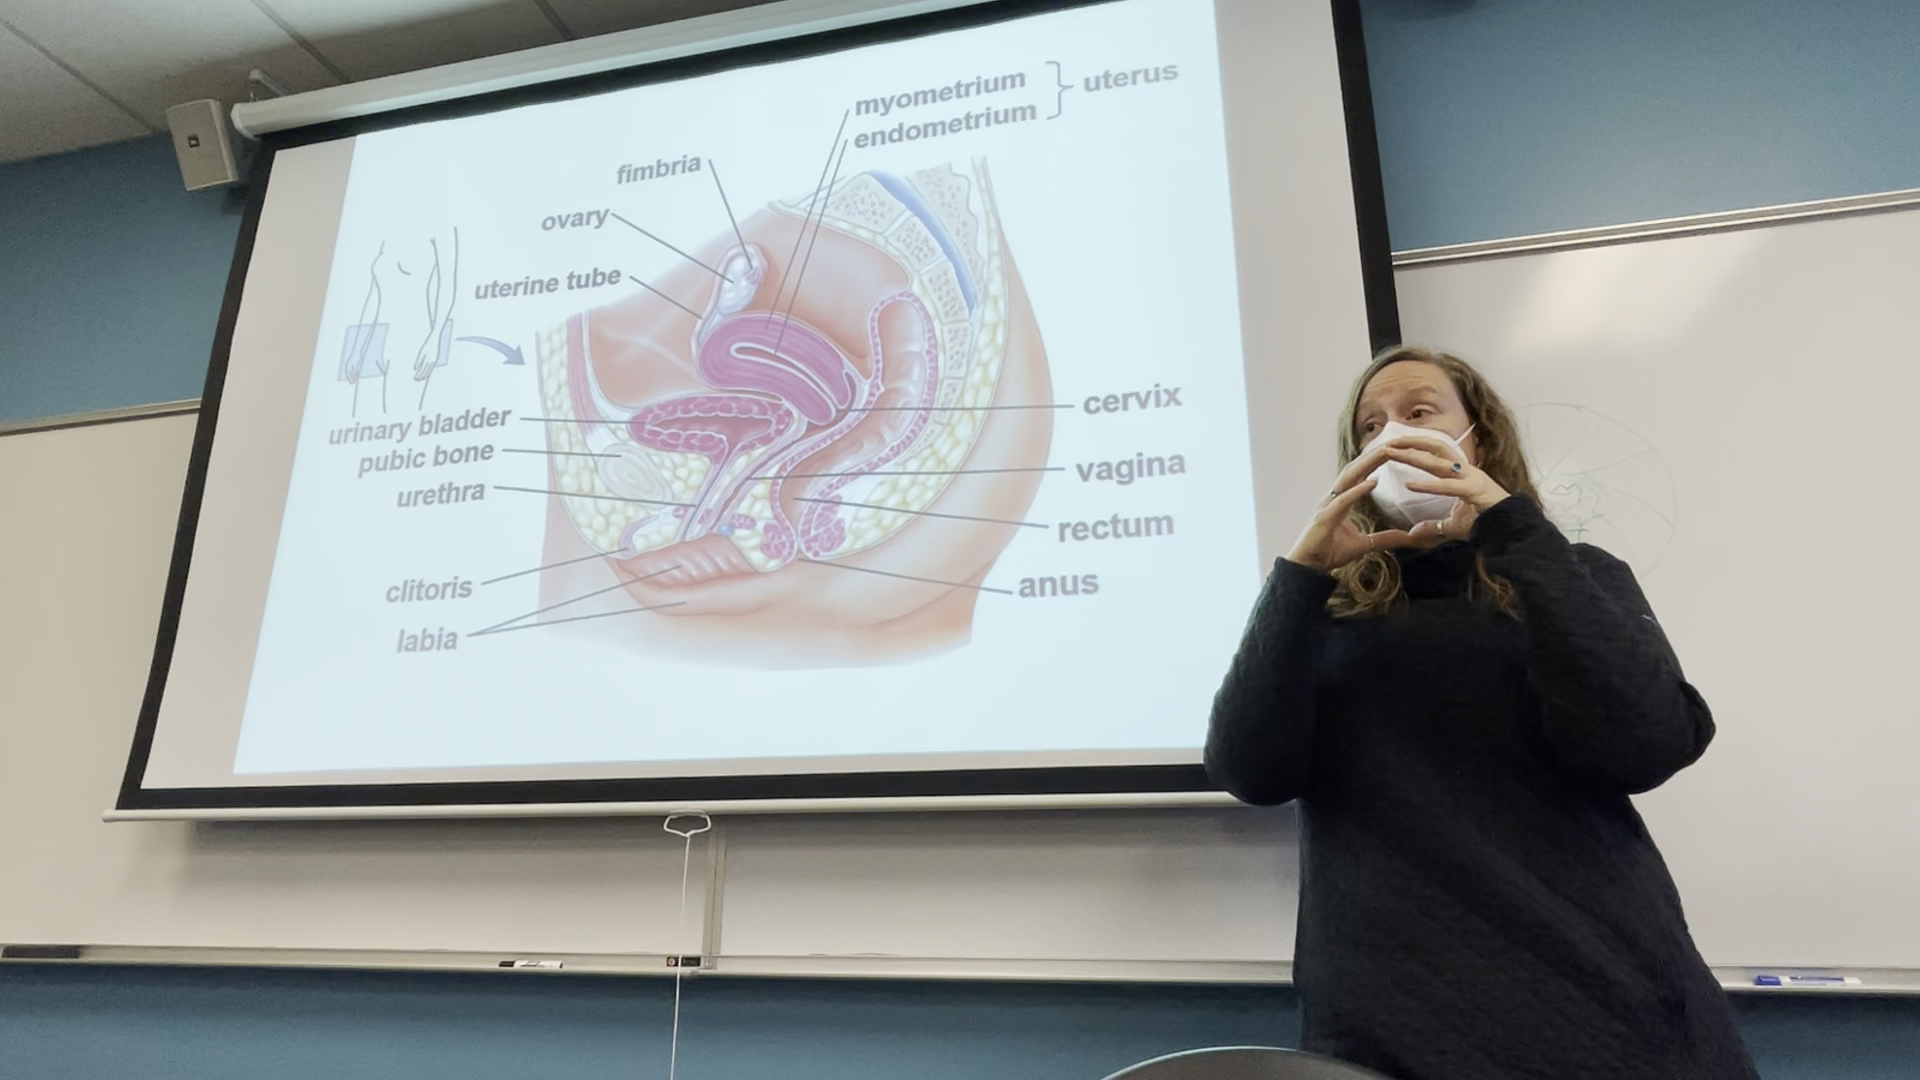 myometrium
endometrium
uterus
fimbria
ovary
uterine tube
urinary bladder
pubic bone
urethra
clitoris
labia
cervix
vagina
rectum
anus